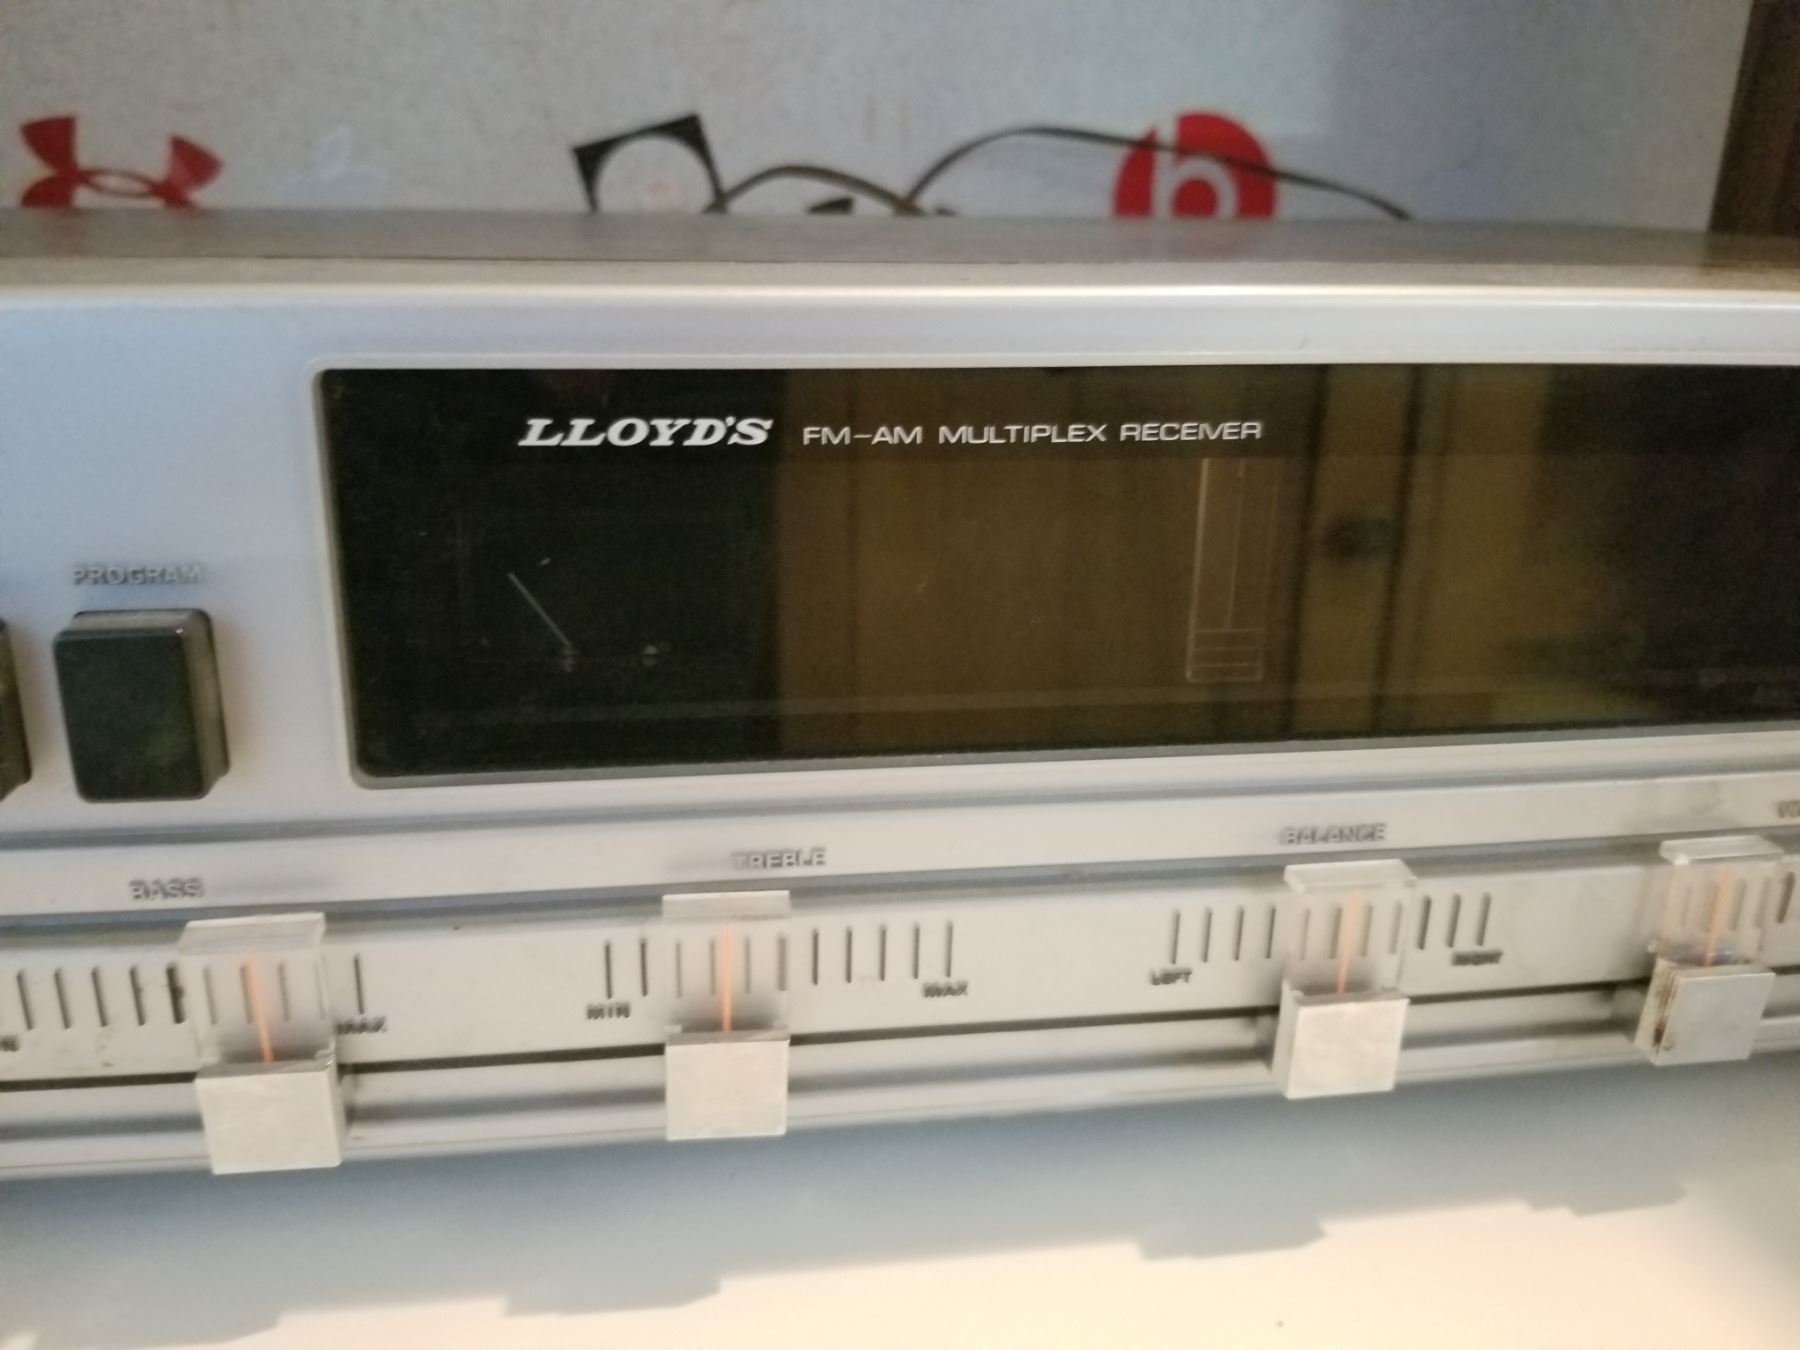 LLOYD'S FM-AM MULTIPLEX RECEIVER
PROGRAM
BASS
TREBLE
BALANCE
MAX
MIN
MAX
LEFT
RIGHT